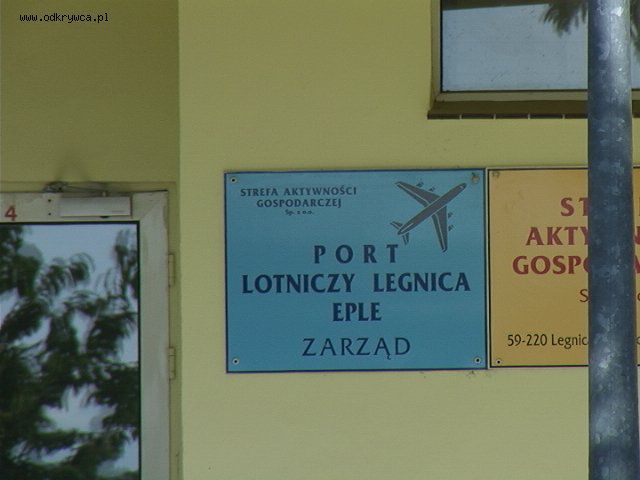 www.odkrywca.pl
4
STREFA AKTYWNOŚCI
GOSPODARCZEJ
Sp. z o.o.
PORT
LOTNICZY LEGNICA
EPLE
ZARZĄD
59-220 Legnica